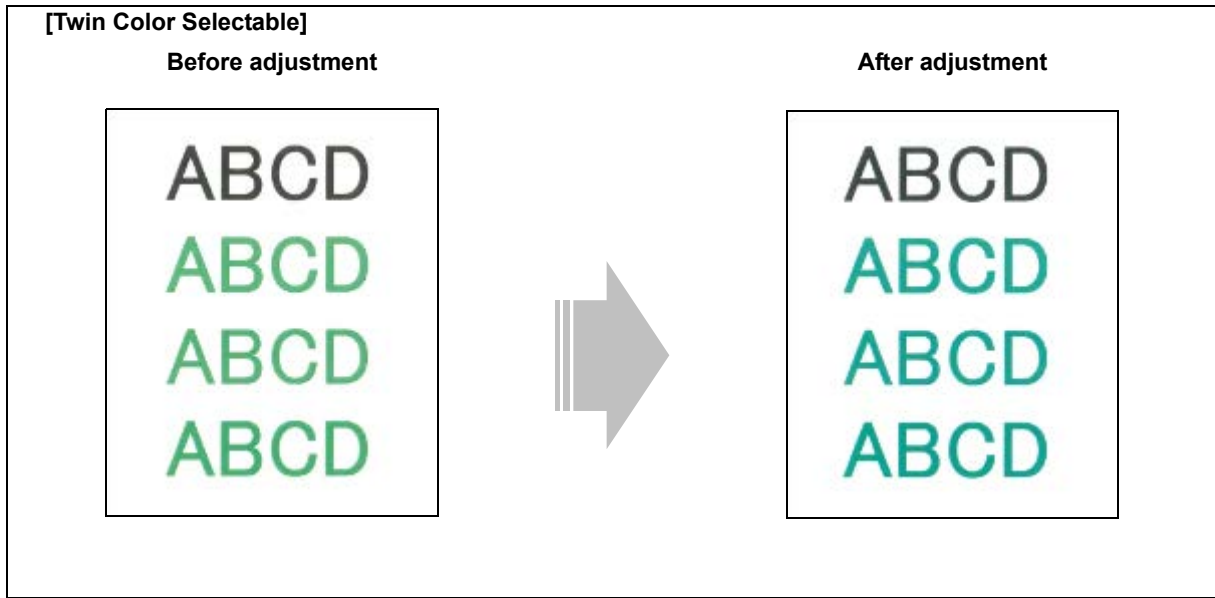 [Twin Color Selectable]
Before adjustment
After adjustment
ABCD
ABCD
ABCD
ABCD
ABCD
ABCD
ABCD
ABCD